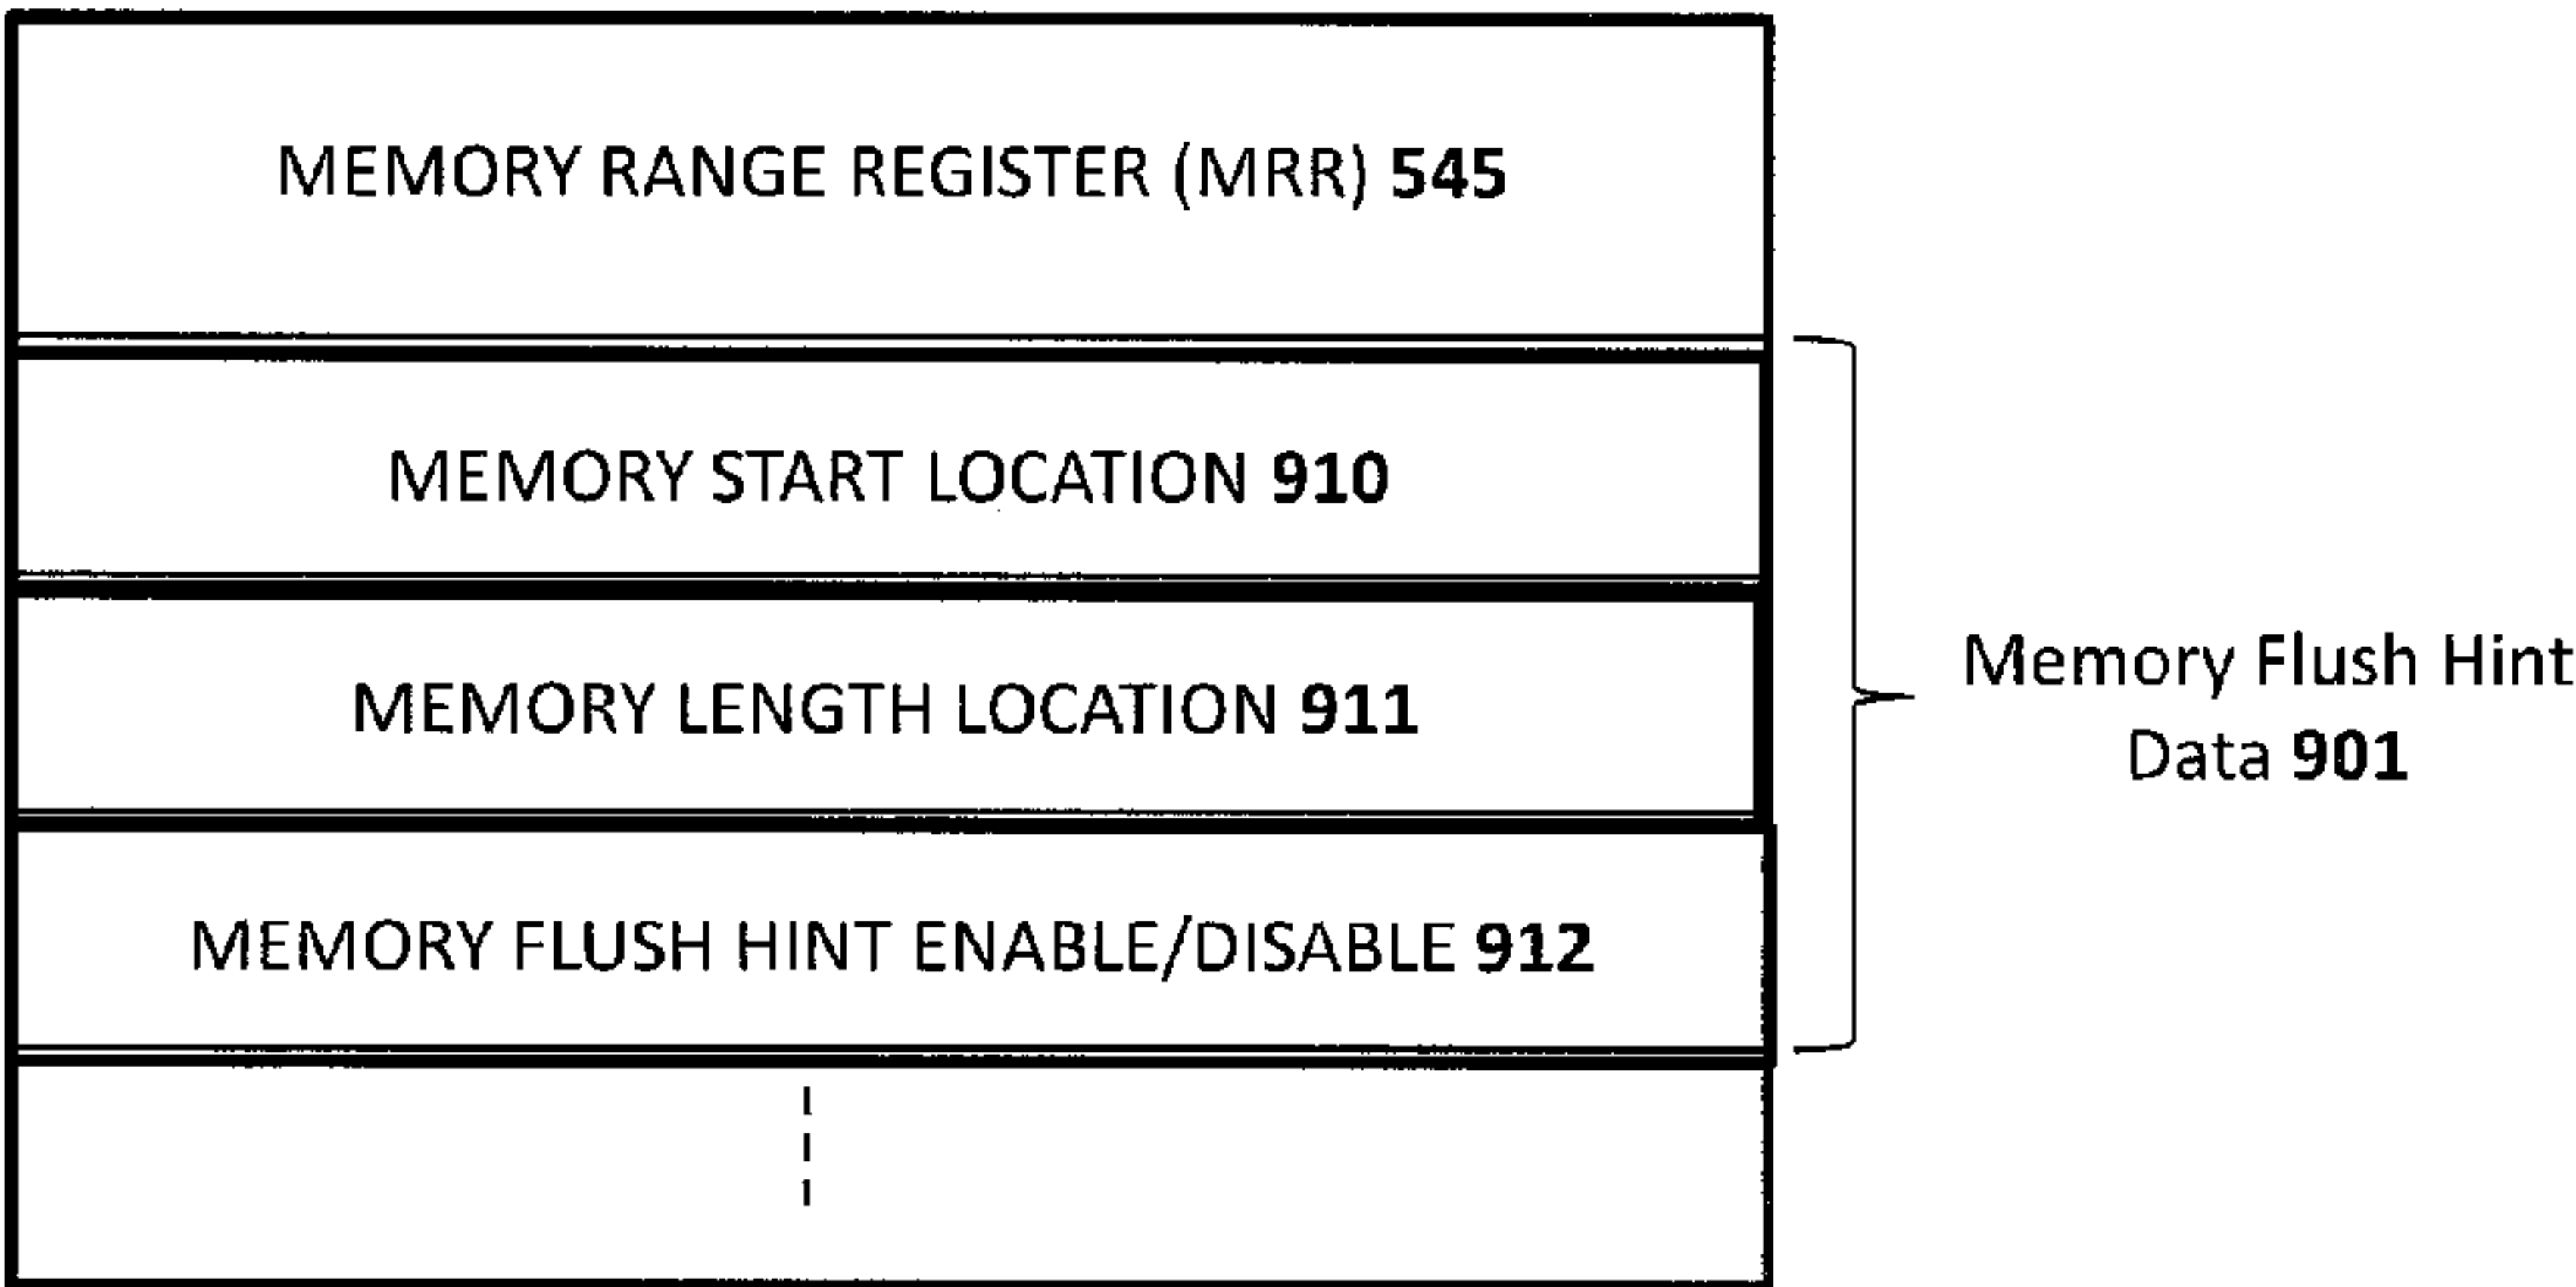 MEMORY RANGE REGISTER (MRR) 545
MEMORY START LOCATION 910
MEMORY LENGTH LOCATION 911
MEMORY FLUSH HINT ENABLE/DISABLE 912
Memory Flush Hint
Data 901